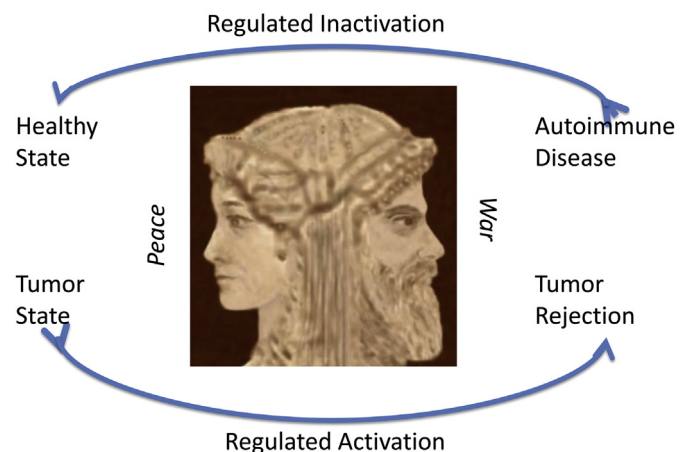 Regulated Inactivation
Healthy
State
Autoimmune
Disease
Peace
War
Tumor
State
Tumor
Rejection
Regulated Activation